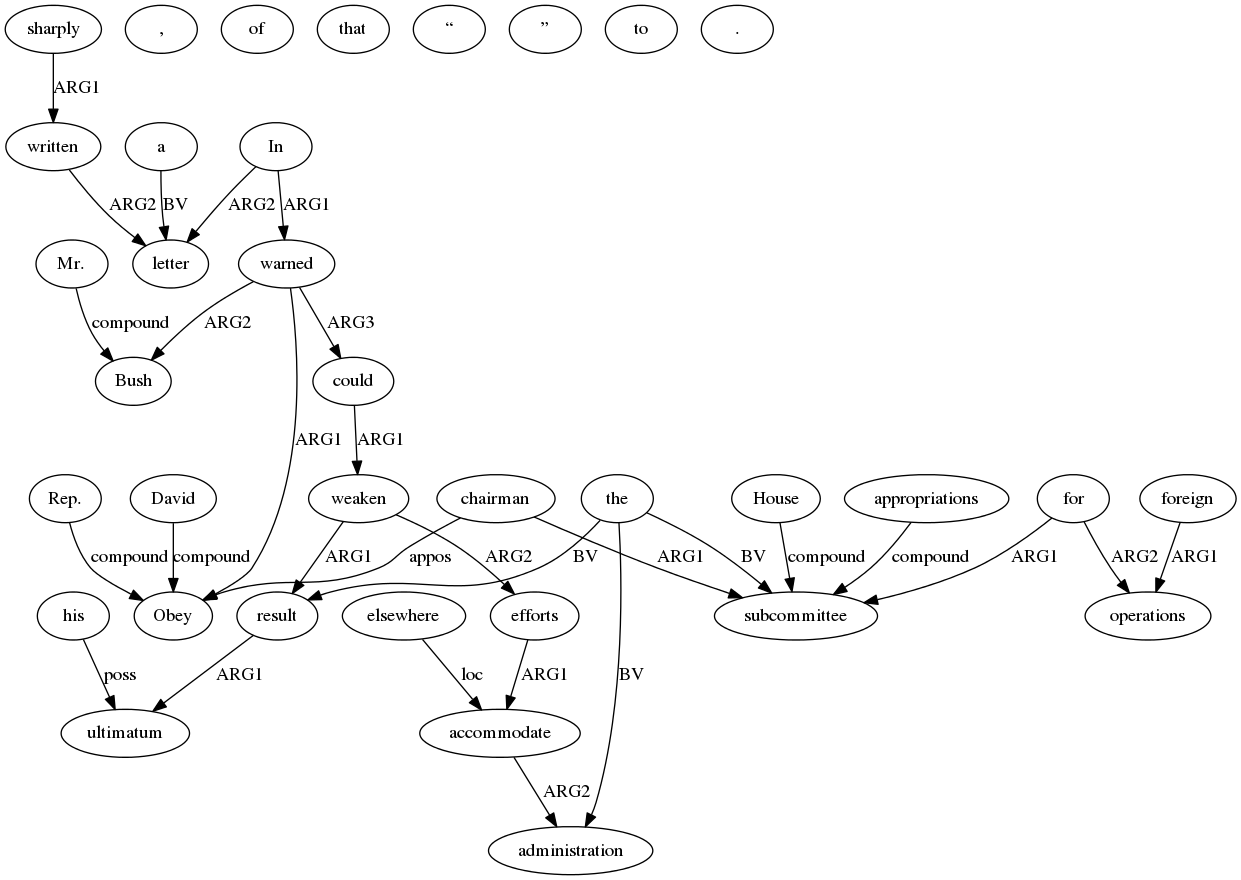 sharply , of that “ ” to .
ARG1
written a In
ARG2 BV ARG2 ARG1
Mr. letter warned
compound ARG2 ARG3
Bush could
ARG1 ARG1
Rep. David weaken chairman the House appropriations for foreign
compound compound ARG1 appos ARG2 ARG1 BV BV compound compound ARG1 ARG2 ARG1
his Obey result elsewhere efforts subcommittee operations
poss ARG1 loc ARG1 BV
ultimatum accommodate
ARG2
administration